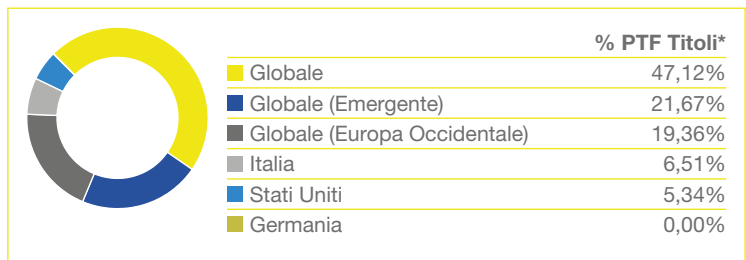 % PTF Titoli*
Globale 47,12%
Globale (Emergente) 21,67%
Globale (Europa Occidentale) 19,36%
Italia 6,51%
Stati Uniti 5,34%
Germania 0,00%